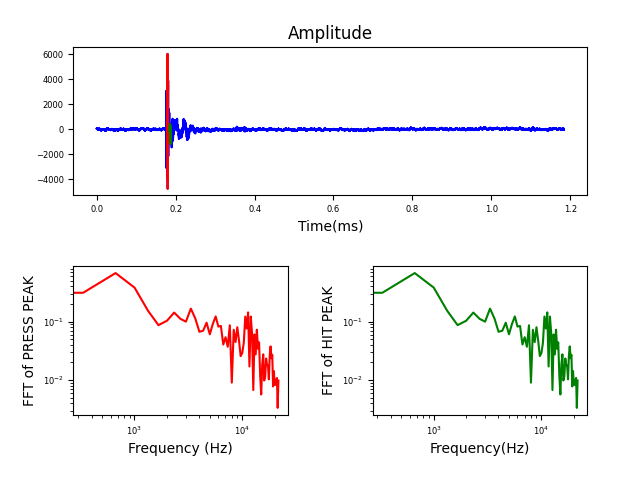 Amplitude
6000
4000
2000
0
−2000
−4000
0.0 0.2 0.4 0.6 0.8 1.0 1.2
Time(ms)
FFT of PRESS PEAK
10⁻¹
10⁻²
10³ 10⁴
Frequency (Hz)
FFT of HIT PEAK
10⁻¹
10⁻²
10³ 10⁴
Frequency(Hz)